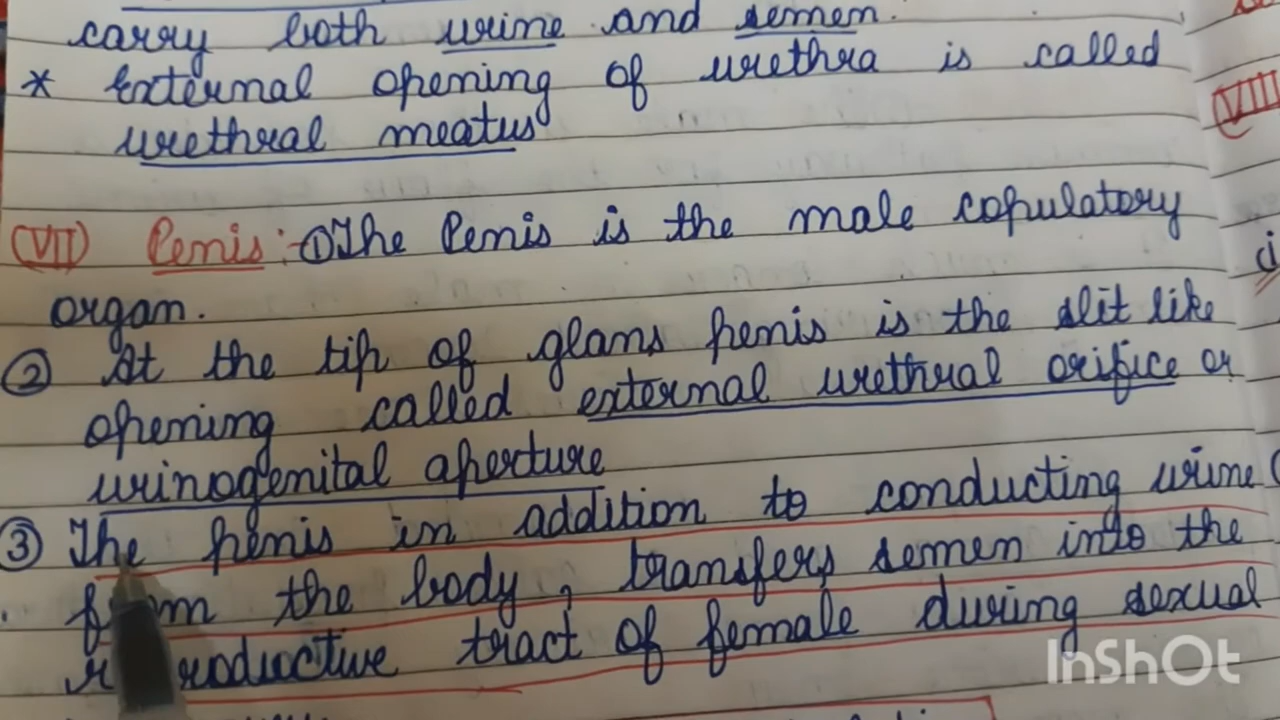 carry both urine and semen.
* External opening of urethra is called
urethral meatus
(VII) Penis:- ① The Penis is the male copulatory
organ.
② At the tip of glans penis is the slit like
opening called external urethral orifice or
urinogenital aperture
③ The penis in addition to conducting urine
from the body, transfers semen into the
reproductive tract of female during sexual
(VIII)
(i
InShOt